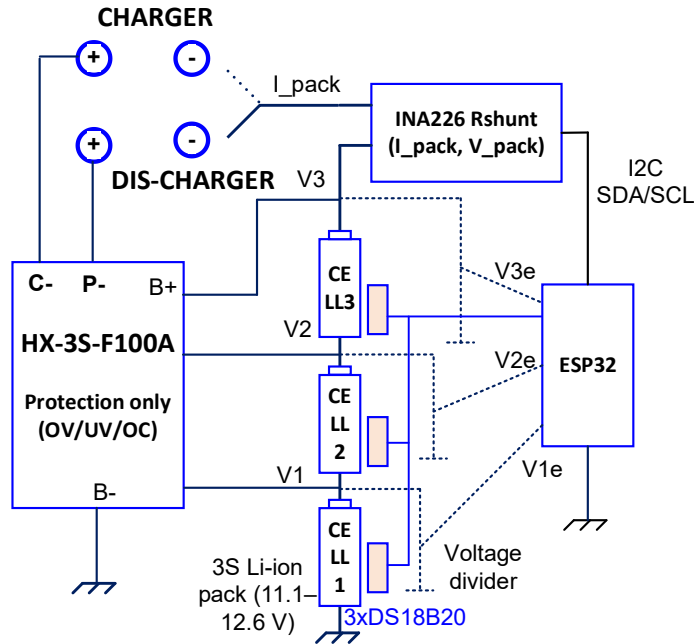 CHARGER
+
-
I_pack
+
-
DIS-CHARGER
INA226 Rshunt
(I_pack, V_pack)
I2C
SDA/SCL
V3
C-
P-
B+
HX-3S-F100A
Protection only
(OV/UV/OC)
B-
CE
LL3
V3e
V2
V2e
ESP32
CE
LL
2
V1
V1e
CE
LL
1
Voltage
divider
3S Li-ion
pack (11.1–
12.6 V)
3xDS18B20